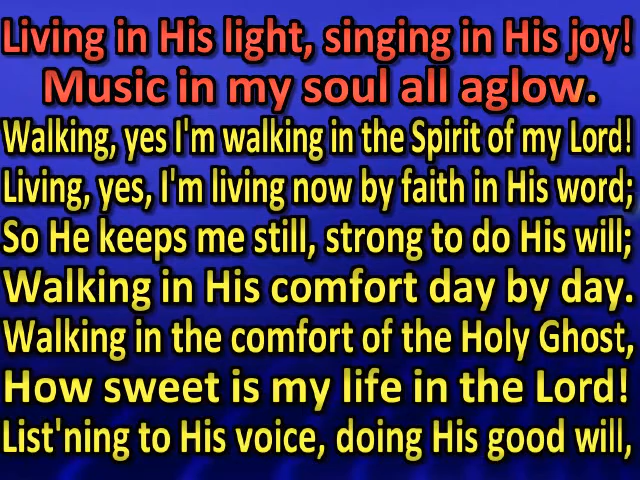 Living in His light, singing in His joy!
Music in my soul all aglow.
Walking, yes I'm walking in the Spirit of my Lord!
Living, yes, I'm living now by faith in His word;
So He keeps me still, strong to do His will;
Walking in His comfort day by day.
Walking in the comfort of the Holy Ghost,
How sweet is my life in the Lord!
List'ning to His voice, doing His good will,